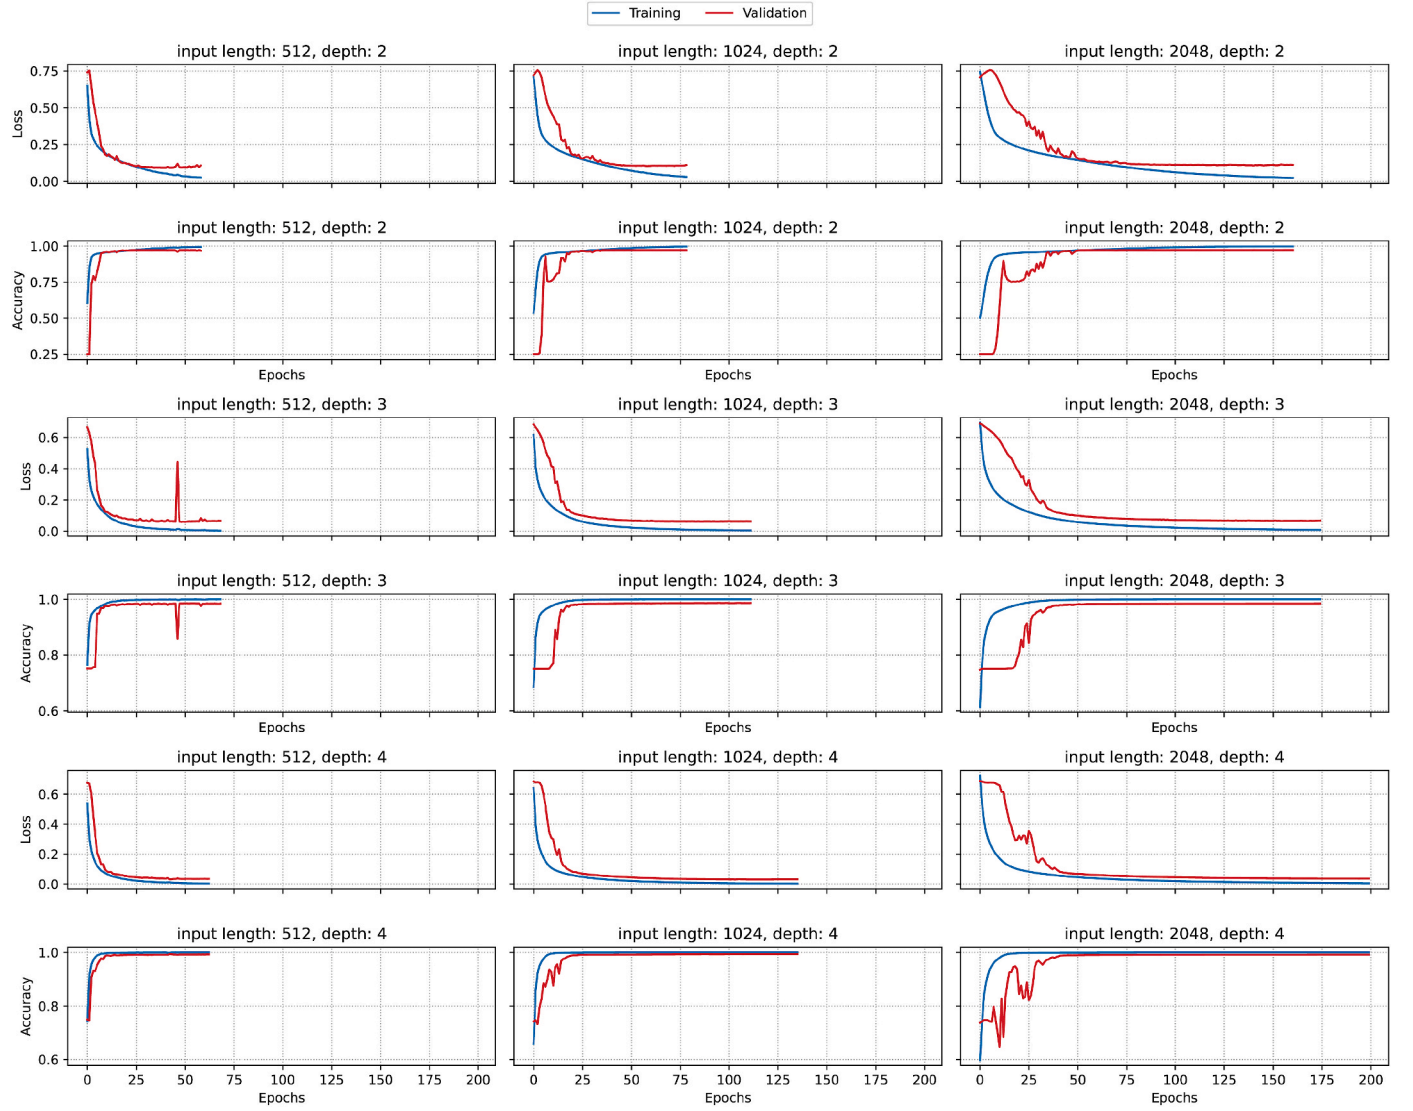 Training Validation
input length: 512, depth: 2 input length: 1024, depth: 2 input length: 2048, depth: 2
0.75
0.50
0.25
0.00
Loss
input length: 512, depth: 2 input length: 1024, depth: 2 input length: 2048, depth: 2
1.00
0.75
0.50
0.25
Accuracy
Epochs Epochs Epochs
input length: 512, depth: 3 input length: 1024, depth: 3 input length: 2048, depth: 3
0.6
0.4
0.2
0.0
Loss
input length: 512, depth: 3 input length: 1024, depth: 3 input length: 2048, depth: 3
1.0
0.8
0.6
Accuracy
Epochs Epochs Epochs
input length: 512, depth: 4 input length: 1024, depth: 4 input length: 2048, depth: 4
0.6
0.4
0.2
0.0
Loss
input length: 512, depth: 4 input length: 1024, depth: 4 input length: 2048, depth: 4
1.0
0.8
0.6
Accuracy
0 25 50 75 100 125 150 175 200 0 25 50 75 100 125 150 175 200 0 25 50 75 100 125 150 175 200
Epochs Epochs Epochs